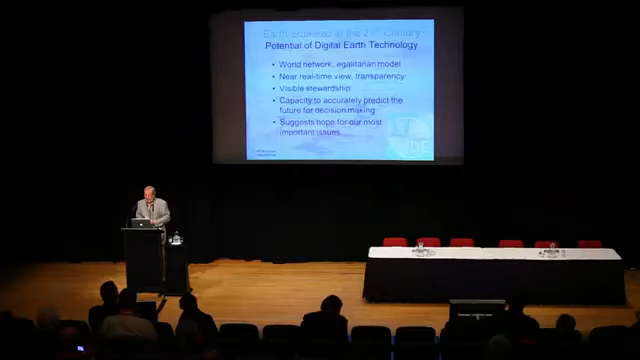 Potential of Digital Earth Technology
• World network, egalitarian model
• Near real-time view, transparency
• Visible stewardship
• Capacity to accurately predict the
future for decision making
• Suggests hope for our most
important issues